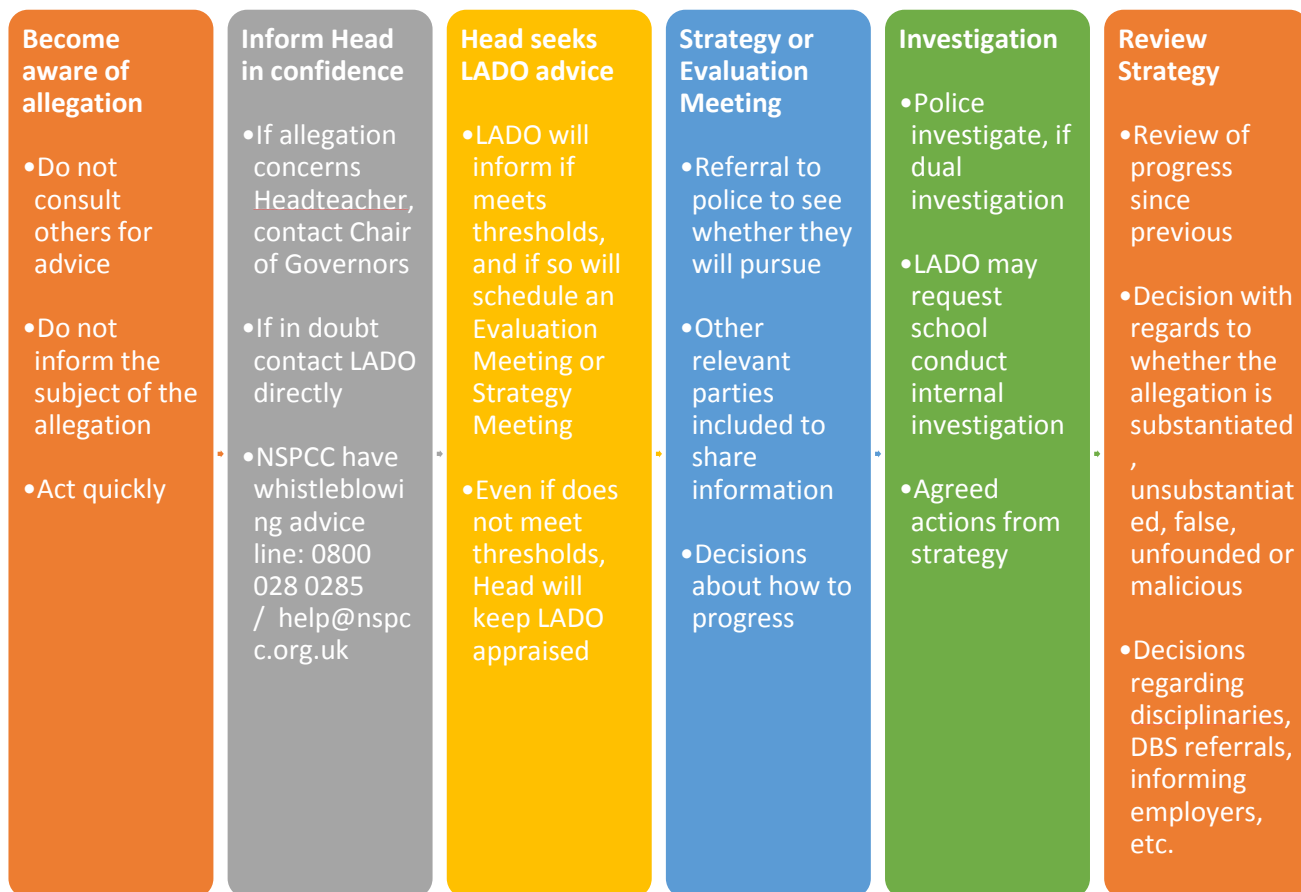 Become
aware of
allegation
•Do not
consult
others for
advice
•Do not
inform the
subject of the
allegation
•Act quickly
Inform Head
in confidence
•If allegation
concerns
Headteacher,
contact Chair
of Governors
•If in doubt
contact LADO
directly
•NSPCC have
whistleblowi
ng advice
line: 0800
028 0285
/ help@nspc
c.org.uk
Head seeks
LADO advice
•LADO will
inform if
meets
thresholds,
and if so will
schedule an
Evaluation
Meeting or
Strategy
Meeting
•Even if does
not meet
thresholds,
Head will
keep LADO
appraised
Strategy or
Evaluation
Meeting
•Referral to
police to see
whether they
will pursue
•Other
relevant
parties
included to
share
information
•Decisions
about how to
progress
Investigation
•Police
investigate, if
dual
investigation
•LADO may
request
school
conduct
internal
investigation
•Agreed
actions from
strategy
Review
Strategy
•Review of
progress
since
previous
•Decision with
regards to
whether the
allegation is
substantiated
,
unsubstantiat
ed, false,
unfounded or
malicious
•Decisions
regarding
disciplinaries,
DBS referrals,
informing
employers,
etc.